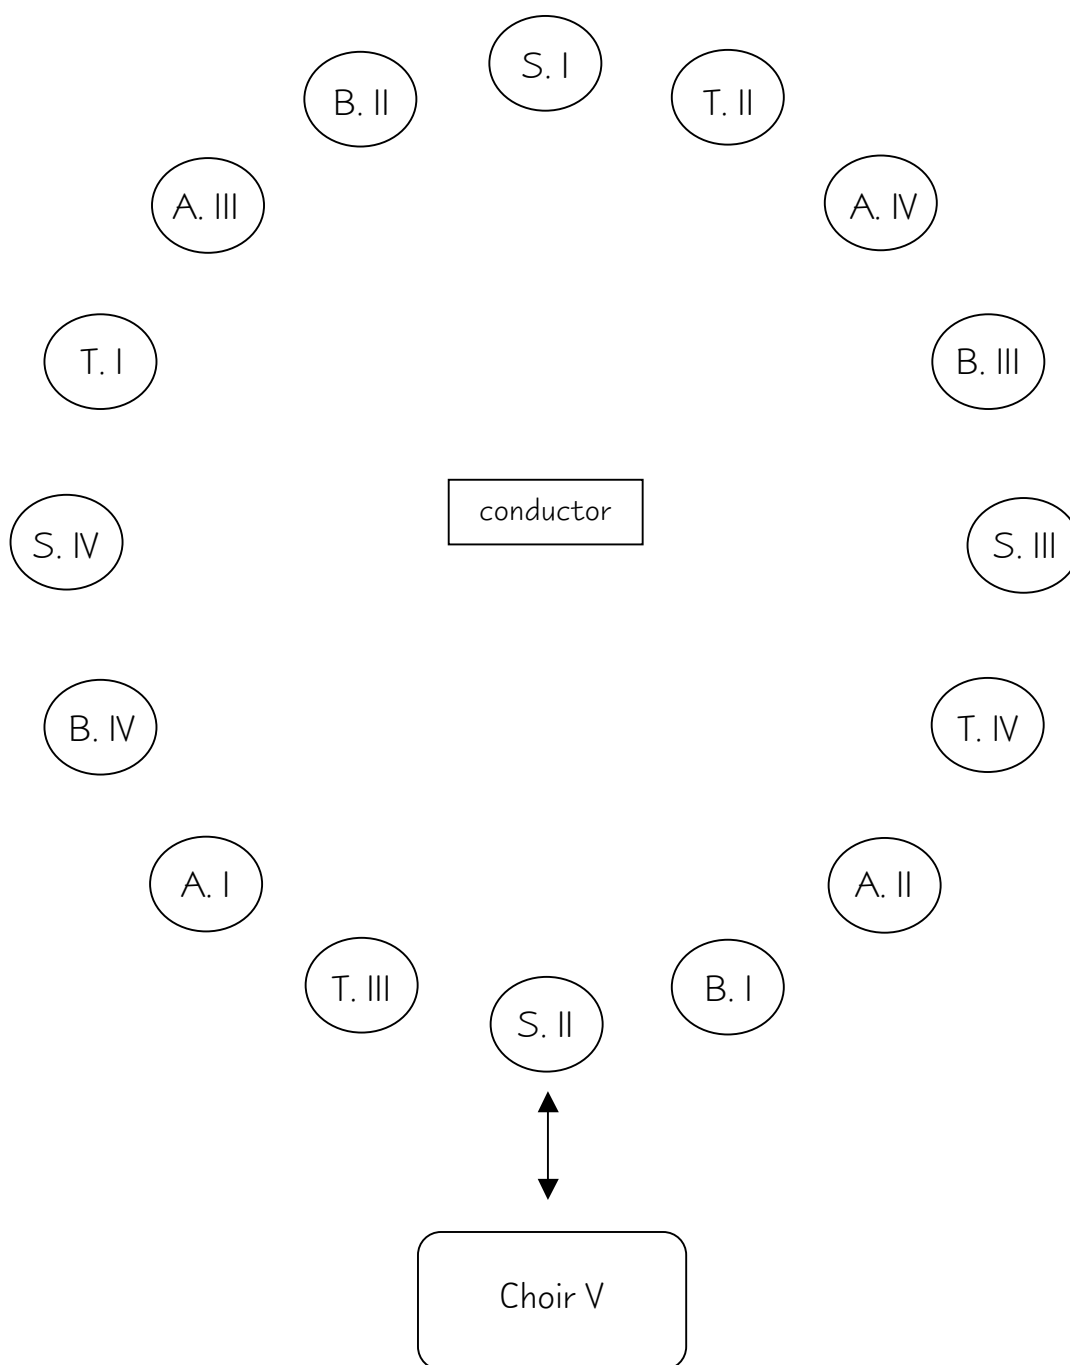 S. I
B. II
T. II
A. III
A. IV
T. I
B. III
conductor
S. IV
S. III
B. IV
T. IV
A. I
A. II
T. III
B. I
S. II
Choir V